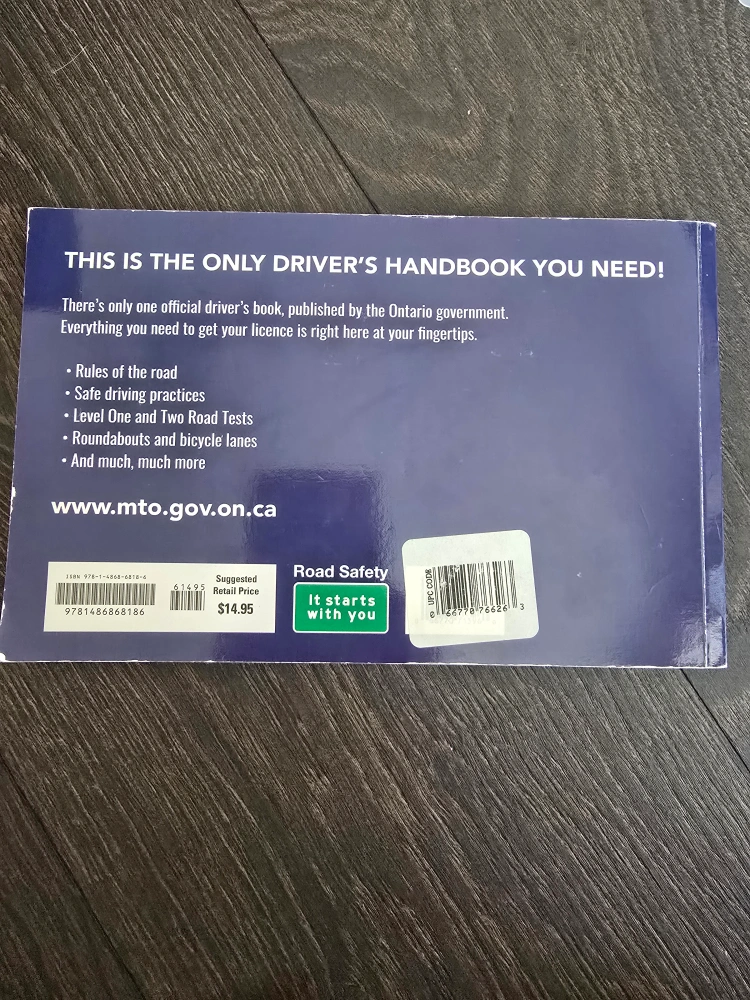 THIS IS THE ONLY DRIVER'S HANDBOOK YOU NEED!
There's only one official driver's book, published by the Ontario government.
Everything you need to get your licence is right here at your fingertips.
• Rules of the road
• Safe driving practices
• Level One and Two Road Tests
• Roundabouts and bicycle lanes
• And much, much more
www.mto.gov.on.ca
ISBN 978-1-4868-6818-6
9781486868186
61495
Suggested
Retail Price
$14.95
Road Safety
It starts
with you
UPC CODE
0 66770 76626 3